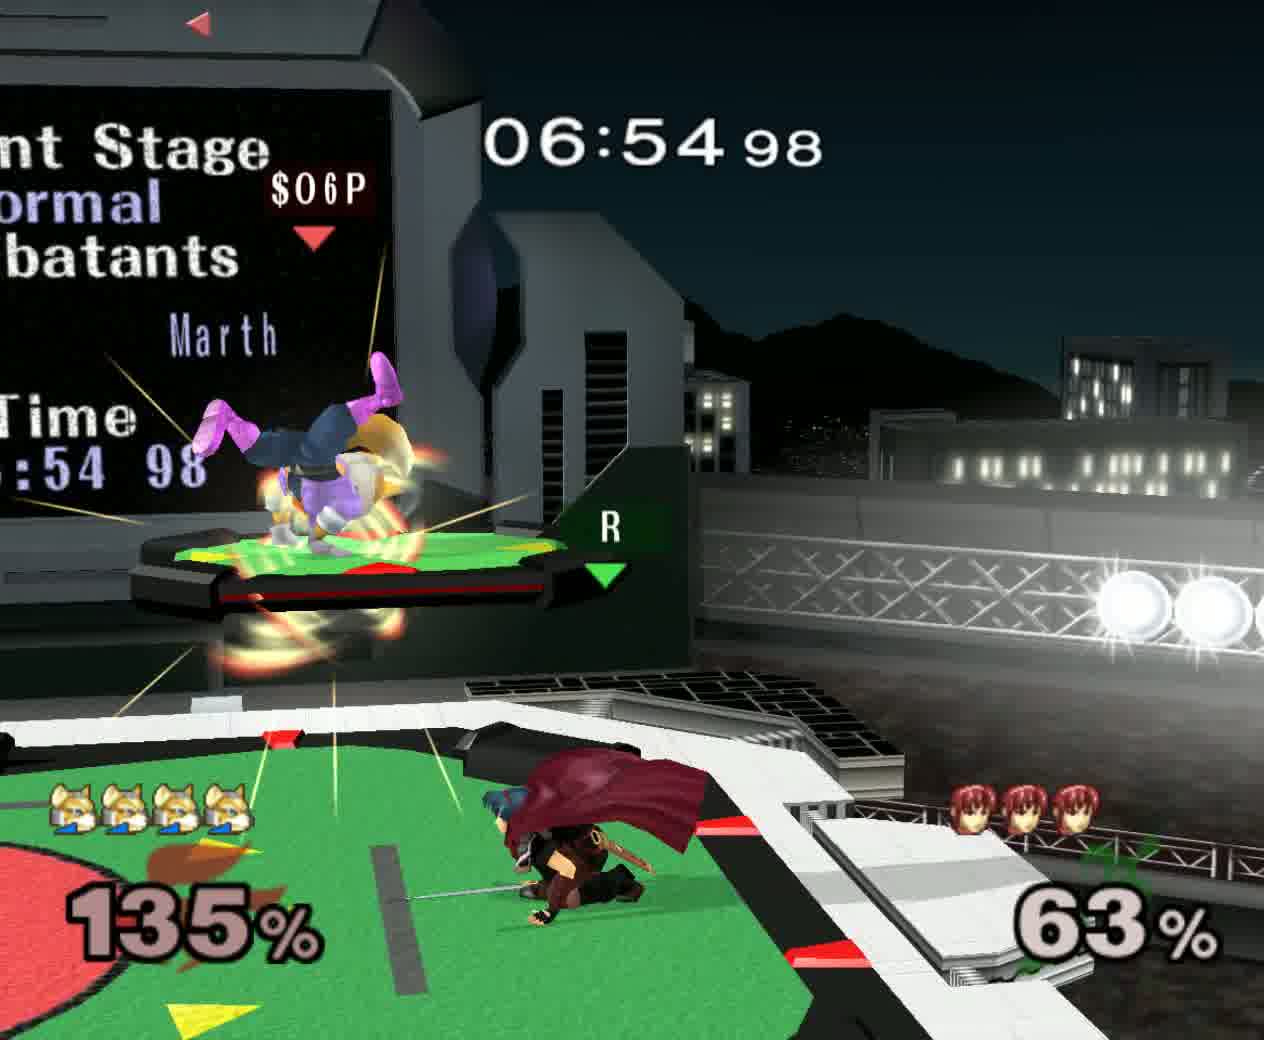 nt Stage
ormal
batants
Marth
Time
:54 98
06:54 98
$06P
R
135%
63%